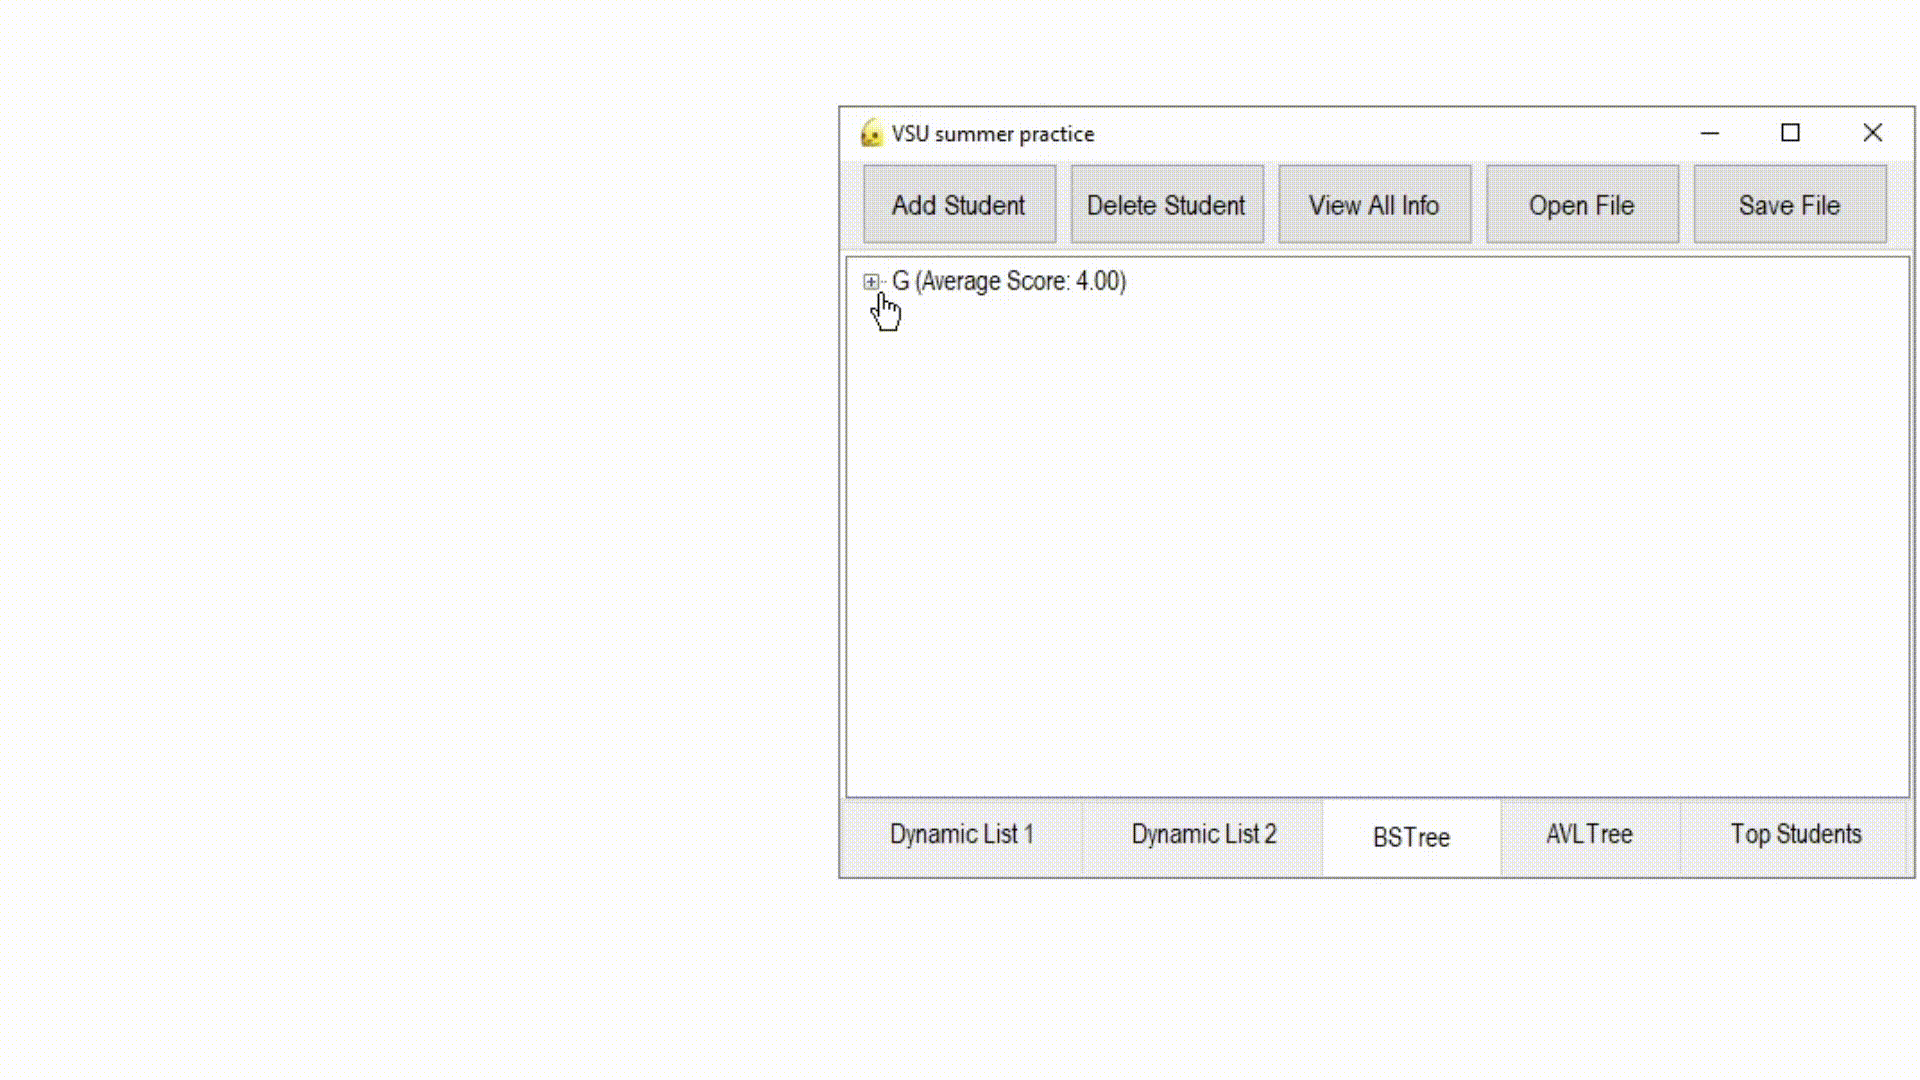 VSU summer practice
Add Student Delete Student View All Info Open File Save File
G (Average Score: 4.00)
Dynamic List 1 Dynamic List 2 BSTree AVLTree Top Students